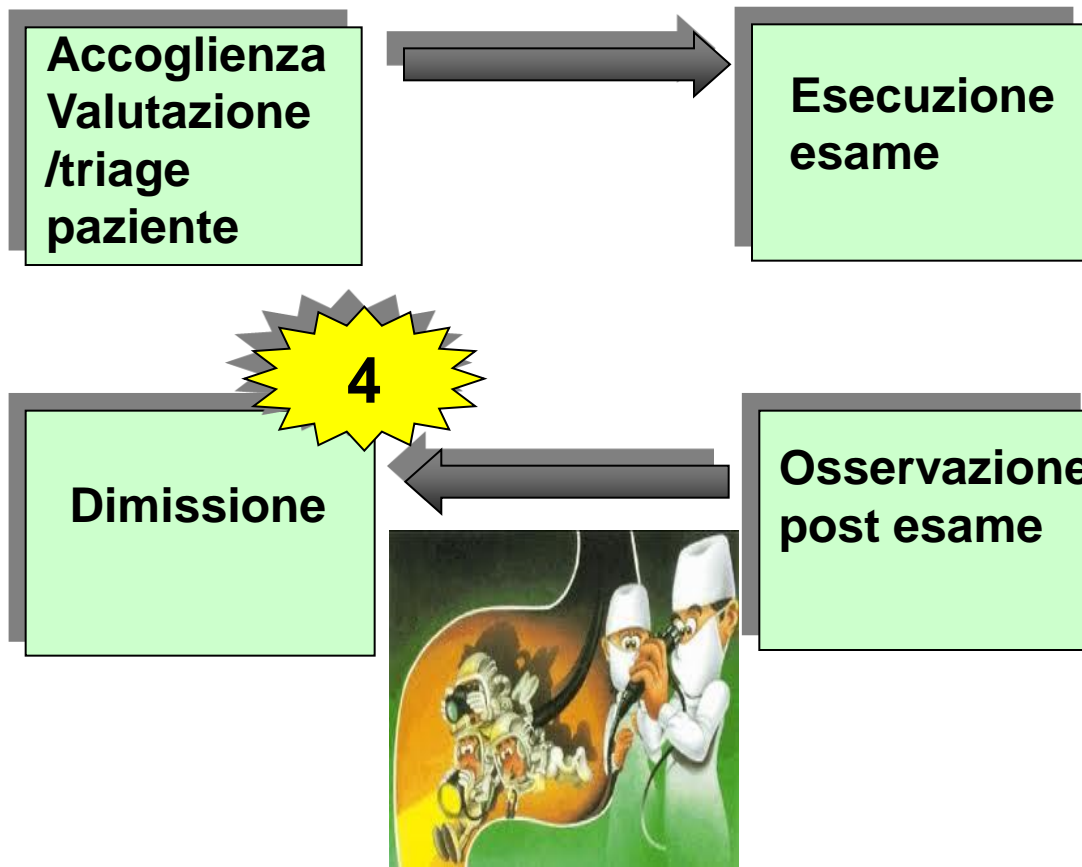 Accoglienza
Valutazione
/triage
paziente
Esecuzione
esame
4
Dimissione
Osservazione
post esame